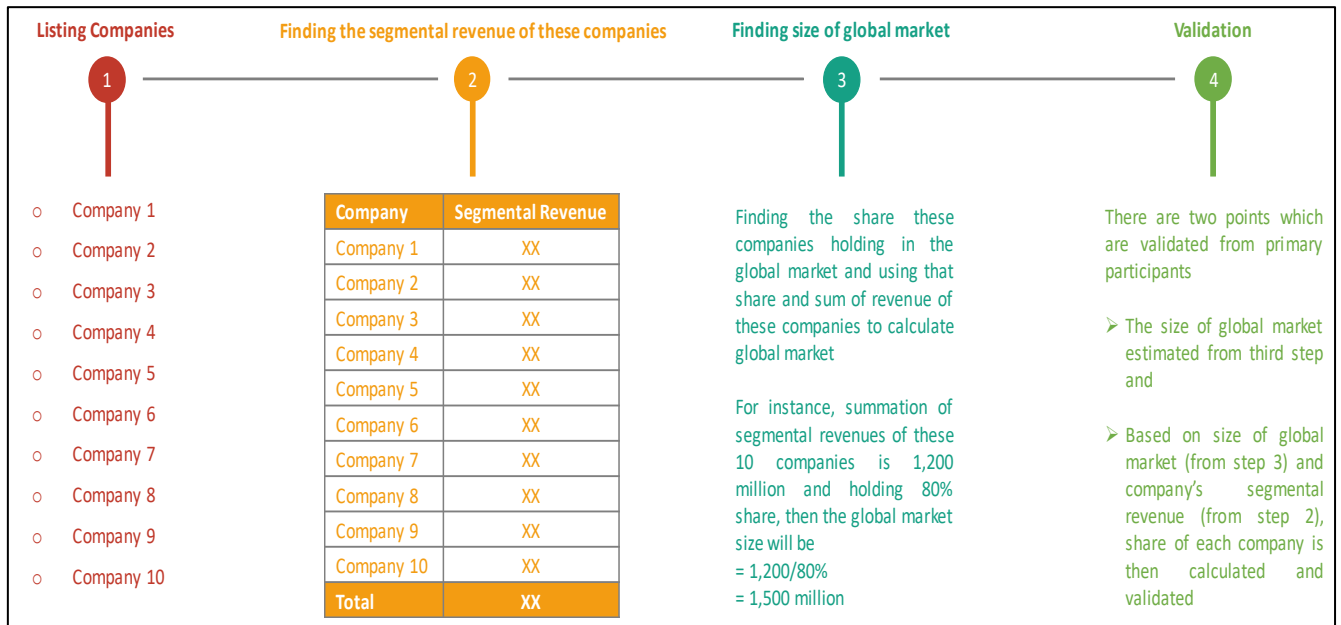 Listing Companies
Finding the segmental revenue of these companies
Finding size of global market
Validation
1
2
3
4
o Company 1
o Company 2
o Company 3
o Company 4
o Company 5
o Company 6
o Company 7
o Company 8
o Company 9
o Company 10
Company Segmental Revenue
Company 1 XX
Company 2 XX
Company 3 XX
Company 4 XX
Company 5 XX
Company 6 XX
Company 7 XX
Company 8 XX
Company 9 XX
Company 10 XX
Total XX
Finding the share these
companies holding in the
global market and using that
share and sum of revenue of
these companies to calculate
global market
For instance, summation of
segmental revenues of these
10 companies is 1,200
million and holding 80%
share, then the global market
size will be
= 1,200/80%
= 1,500 million
There are two points which
are validated from primary
participants
➢ The size of global market
estimated from third step
and
➢ Based on size of global
market (from step 3) and
company's segmental
revenue (from step 2),
share of each company is
then calculated and
validated